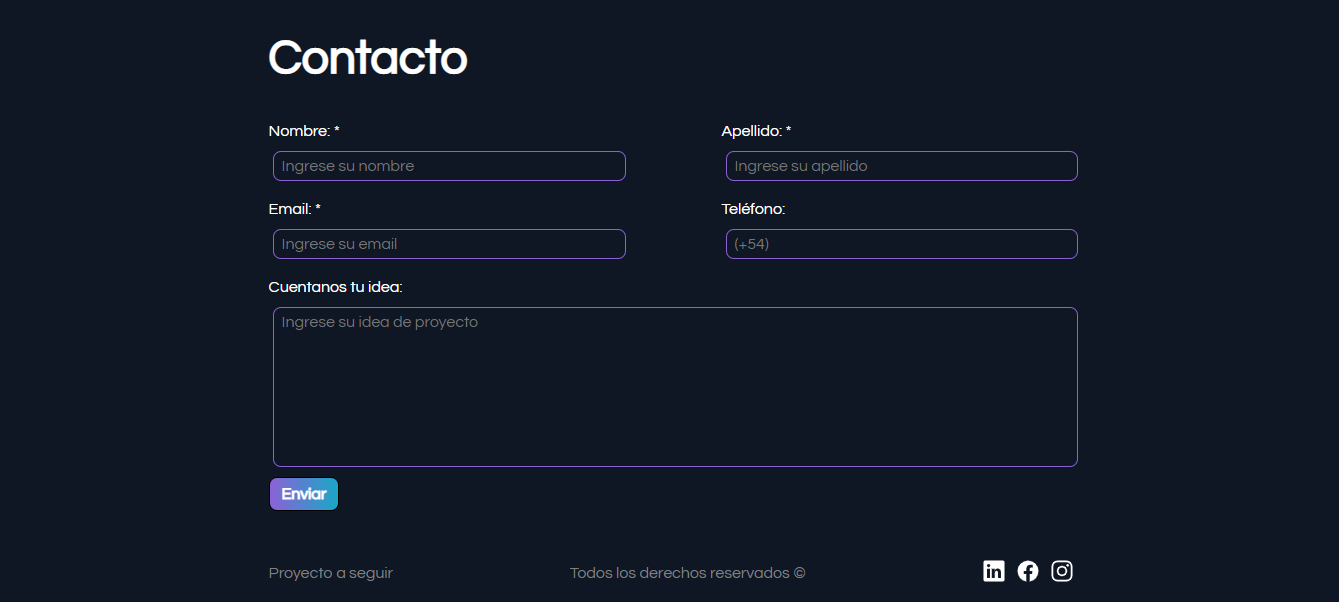 Contacto
Nombre: * Apellido: *
Ingrese su nombre Ingrese su apellido
Email: * Teléfono:
Ingrese su email (+54)
Cuentanos tu idea:
Ingrese su idea de proyecto
Enviar
Proyecto a seguir Todos los derechos reservados © in